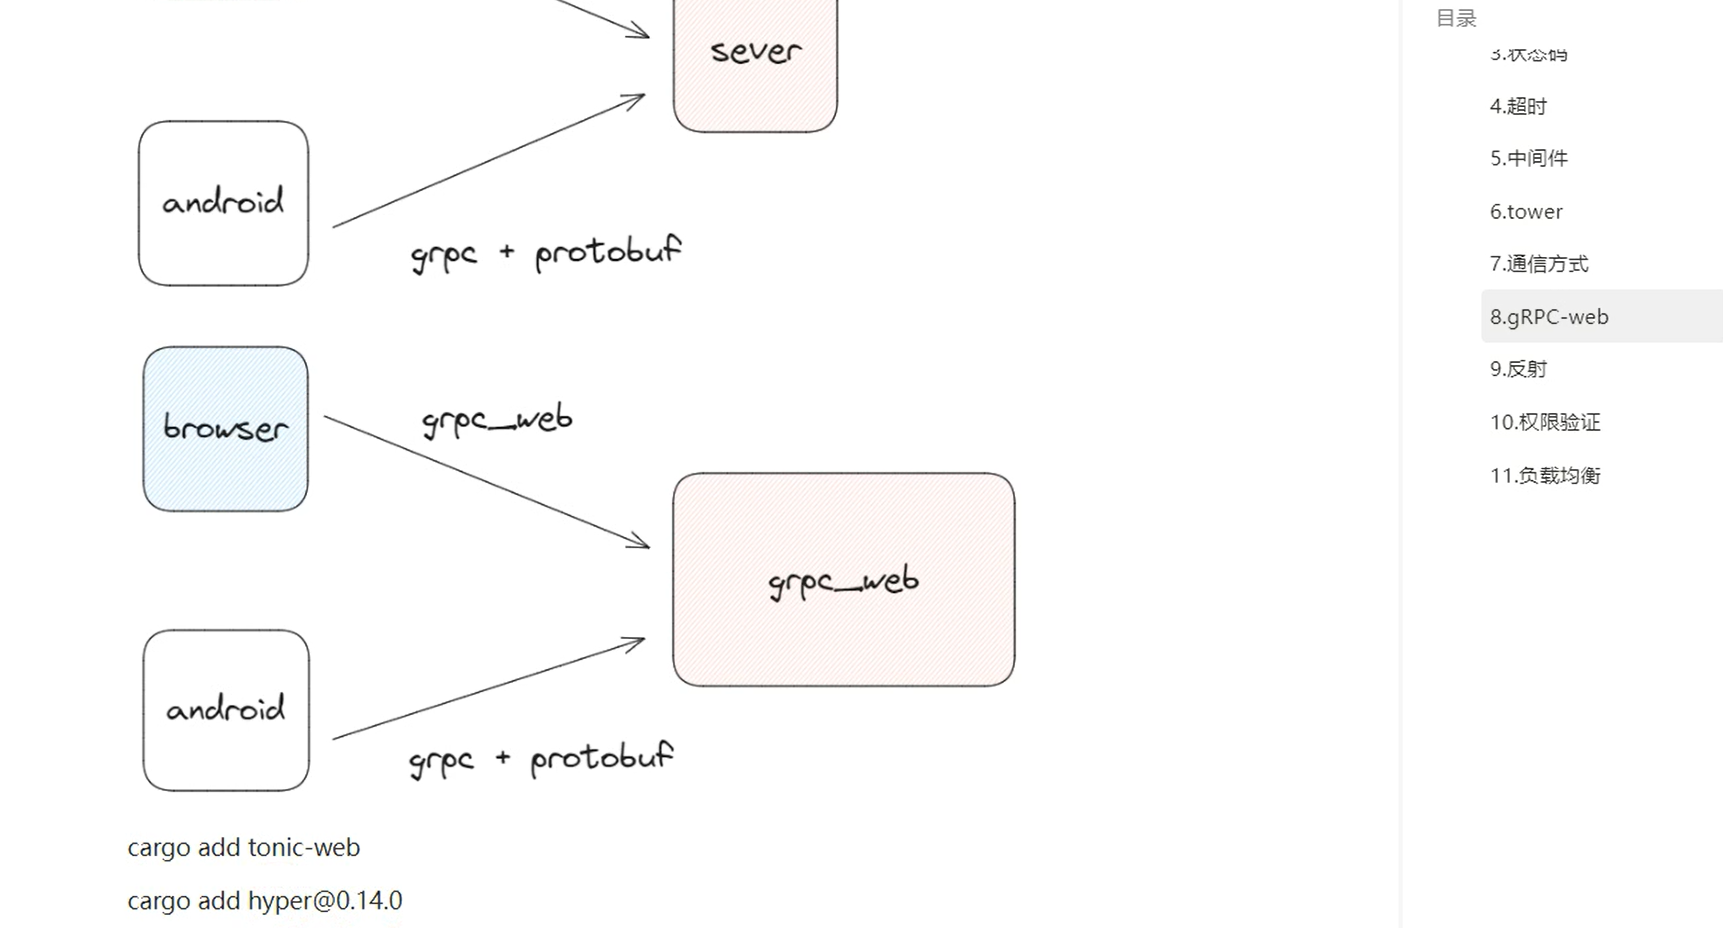 sever
android
grpc + protobuf
browser
grpc_web
grpc_web
android
grpc + protobuf
cargo add tonic-web
cargo add hyper@0.14.0
目录
3.状态码
4.超时
5.中间件
6.tower
7.通信方式
8.gRPC-web
9.反射
10.权限验证
11.负载均衡